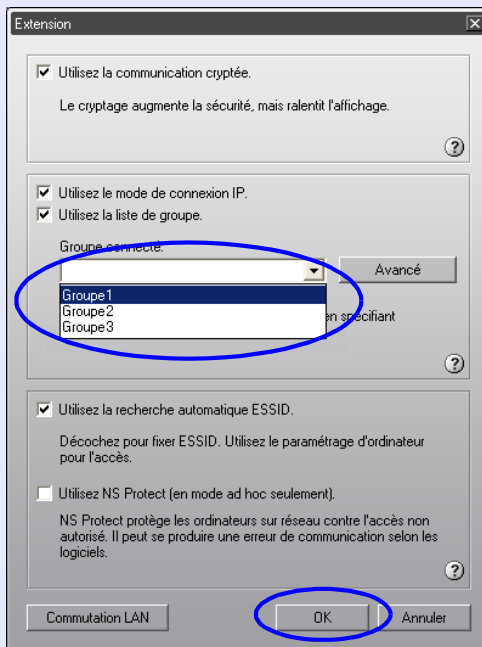 Extension
Utilisez la communication cryptée.
Le cryptage augmente la sécurité, mais ralentit l'affichage.
?
Utilisez le mode de connexion IP.
Utilisez la liste de groupe.
Groupe connecté.
Avancé
Groupe1
Groupe2
Groupe3
en spécifiant
?
Utilisez la recherche automatique ESSID.
Décochez pour fixer ESSID. Utilisez le paramétrage d'ordinateur
pour l'accès.
Utilisez NS Protect (en mode ad hoc seulement).
NS Protect protège les ordinateurs sur réseau contre l'accès non
autorisé. Il peut se produire une erreur de communication selon les
logiciels.
?
Commutation LAN
OK
Annuler